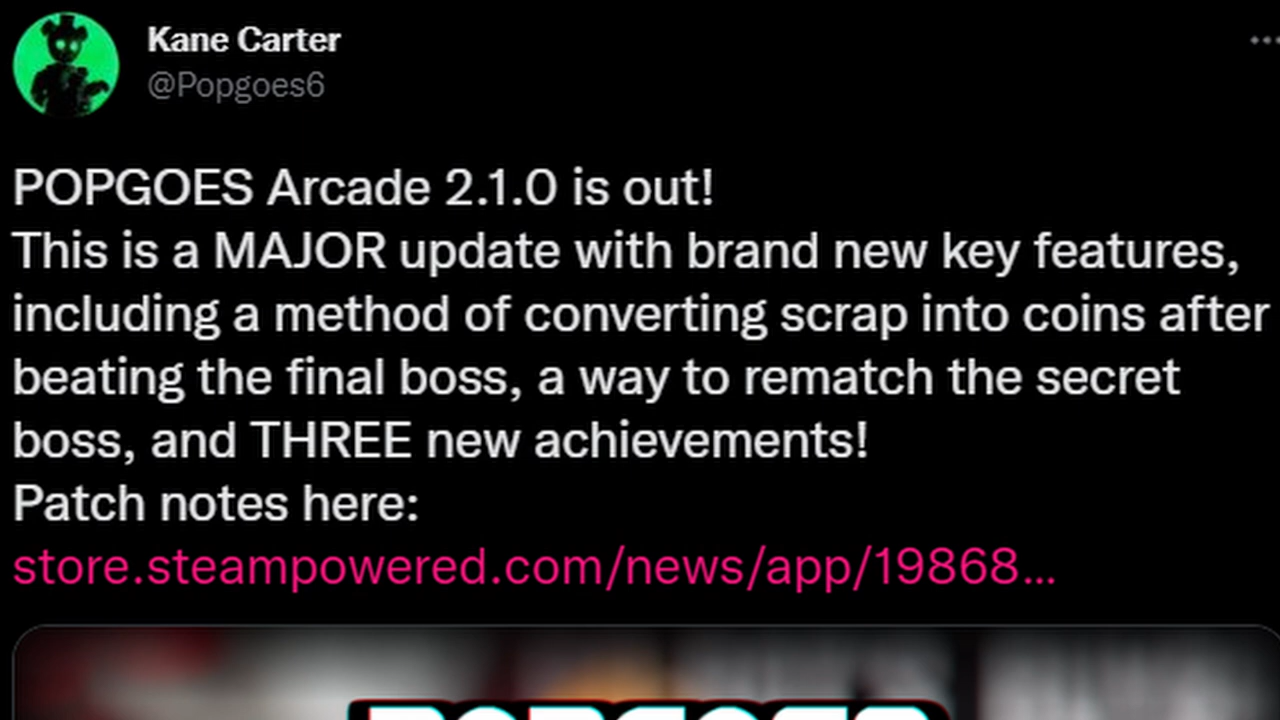 Kane Carter
@Popgoes6
POPGOES Arcade 2.1.0 is out!
This is a MAJOR update with brand new key features,
including a method of converting scrap into coins after
beating the final boss, a way to rematch the secret
boss, and THREE new achievements!
Patch notes here:
store.steampowered.com/news/app/19868...
POPGOES